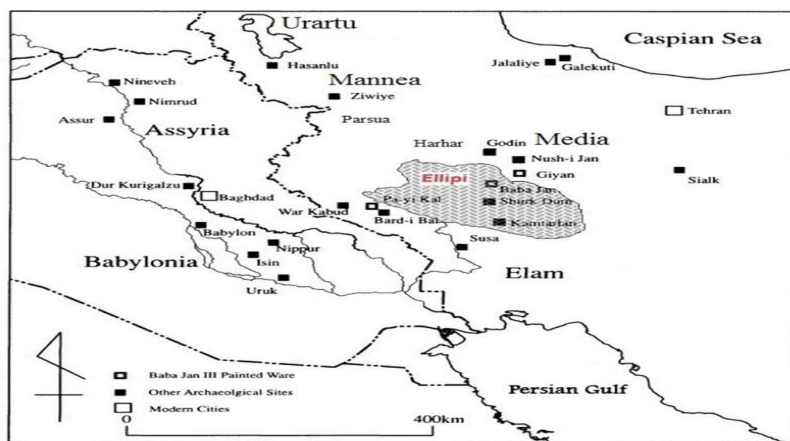 Urartu
Caspian Sea
Hasanlu
Jalaliye
Galekuti
Mannea
Nineveh
Ziwiye
Nimrud
Tehran
Parsua
Assur
Assyria
Harhar
Godin
Media
Nush-i Jan
Ellipi
Giyan
Sialk
Dur Kurigalzu
Baghdad
Baba Jan
Pa-yi Kal
Shurk Dum
War Kabud
Bard-i Bal
Kamtarlan
Babylon
Nippur
Susa
Babylonia
Isin
Elam
Uruk
Baba Jan III Painted Ware
Other Archaeolgical Sites
Modern Cities
Persian Gulf
0 400km